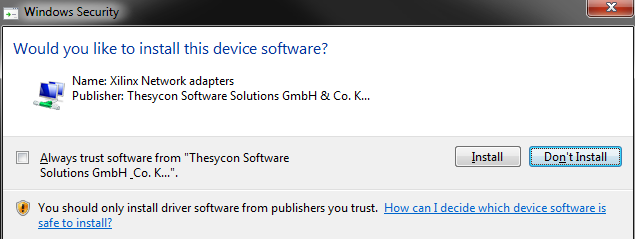 Windows Security
Would you like to install this device software?
Name: Xilinx Network adapters
Publisher: Thesycon Software Solutions GmbH & Co. K...
Always trust software from "Thesycon Software
Solutions GmbH _Co. K...".
Install
Don't Install
You should only install driver software from publishers you trust. How can I decide which device software is
safe to install?